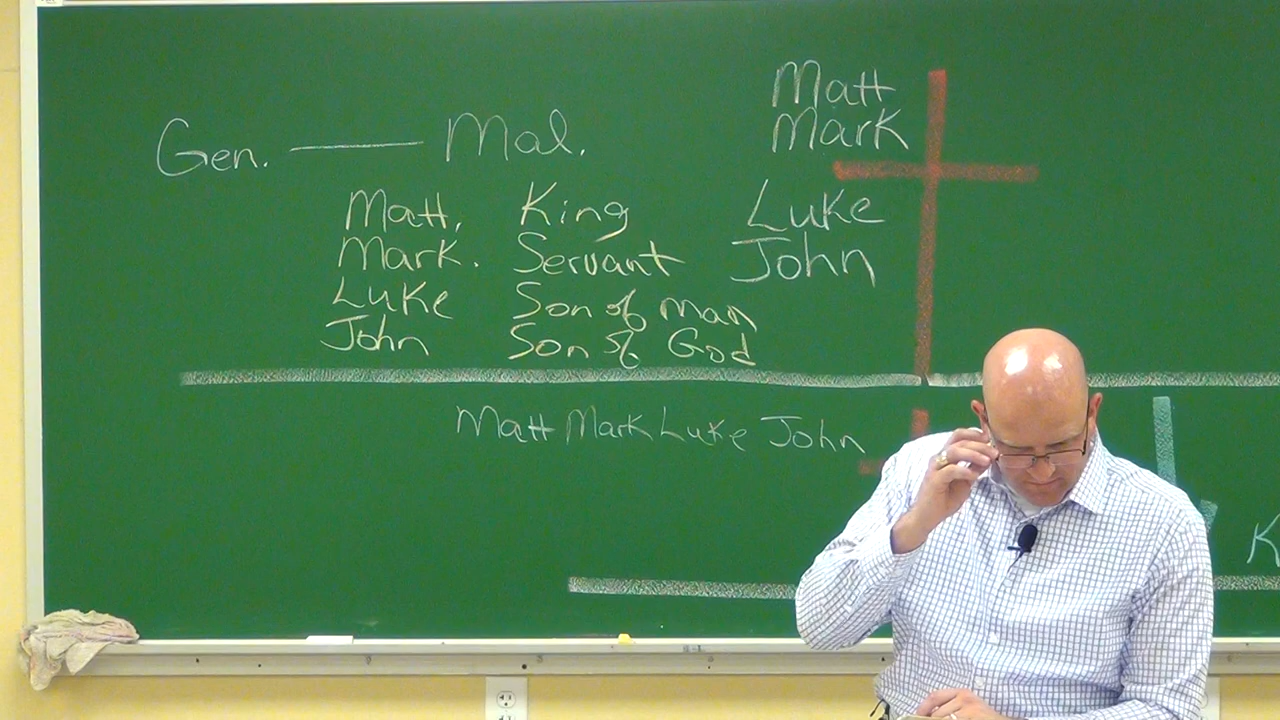 Gen. —— Mal.
Matt
Mark
Luke
John
Matt. King
Mark. Servant
Luke Son of Man
John Son of God
Matt Mark Luke John
K